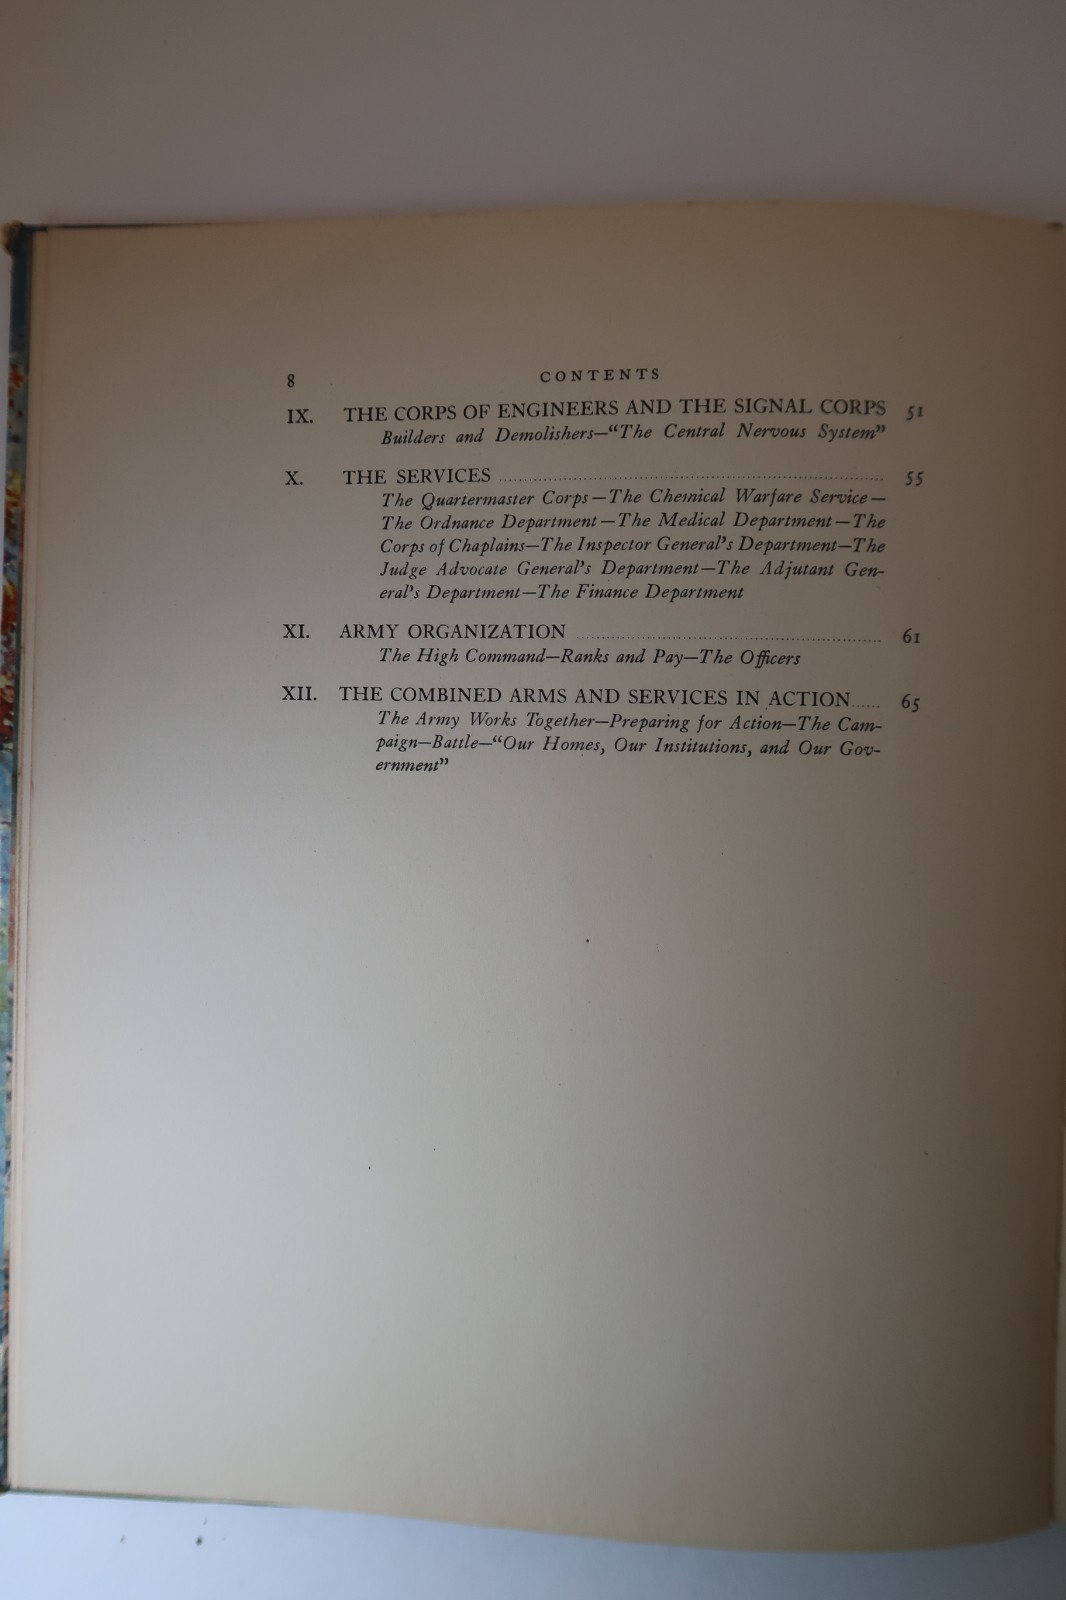 8 CONTENTS
IX. THE CORPS OF ENGINEERS AND THE SIGNAL CORPS 51
Builders and Demolishers—“The Central Nervous System”
X. THE SERVICES ........................................ 55
The Quartermaster Corps—The Chemical Warfare Service—
The Ordnance Department—The Medical Department—The
Corps of Chaplains—The Inspector General's Department—The
Judge Advocate General's Department—The Adjutant Gen-
eral's Department—The Finance Department
XI. ARMY ORGANIZATION ........................................ 61
The High Command—Ranks and Pay—The Officers
XII. THE COMBINED ARMS AND SERVICES IN ACTION...... 65
The Army Works Together—Preparing for Action—The Cam-
paign—Battle—“Our Homes, Our Institutions, and Our Gov-
ernment”